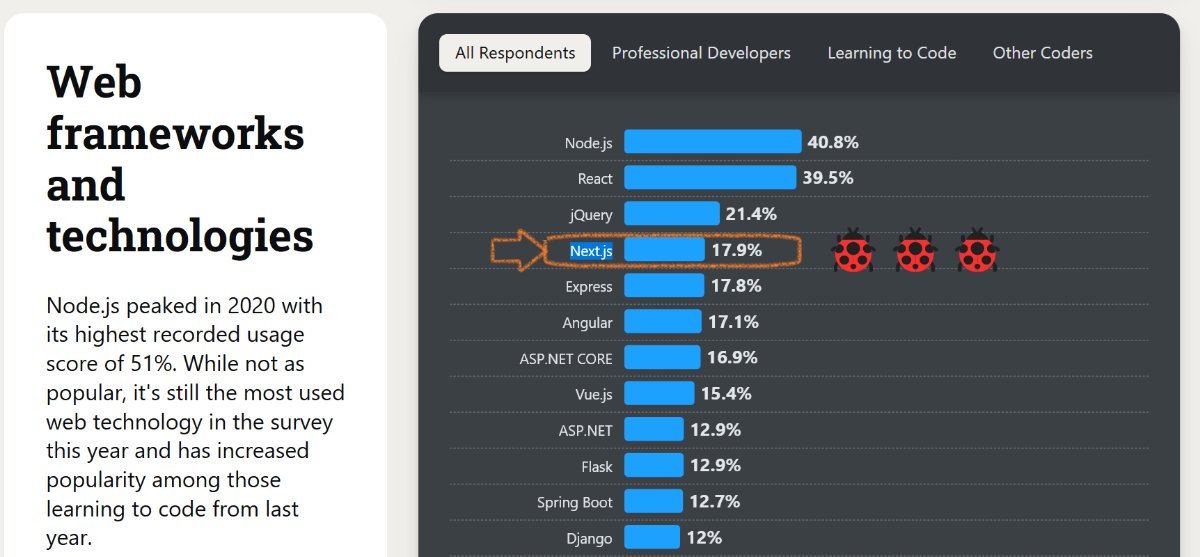 Web
frameworks
and
technologies
Node.js peaked in 2020 with
its highest recorded usage
score of 51%. While not as
popular, it's still the most used
web technology in the survey
this year and has increased
popularity among those
learning to code from last
year.
All Respondents Professional Developers Learning to Code Other Coders
Node.js 40.8%
React 39.5%
jQuery 21.4%
Next.js 17.9%
Express 17.8%
Angular 17.1%
ASP.NET CORE 16.9%
Vue.js 15.4%
ASP.NET 12.9%
Flask 12.9%
Spring Boot 12.7%
Django 12%